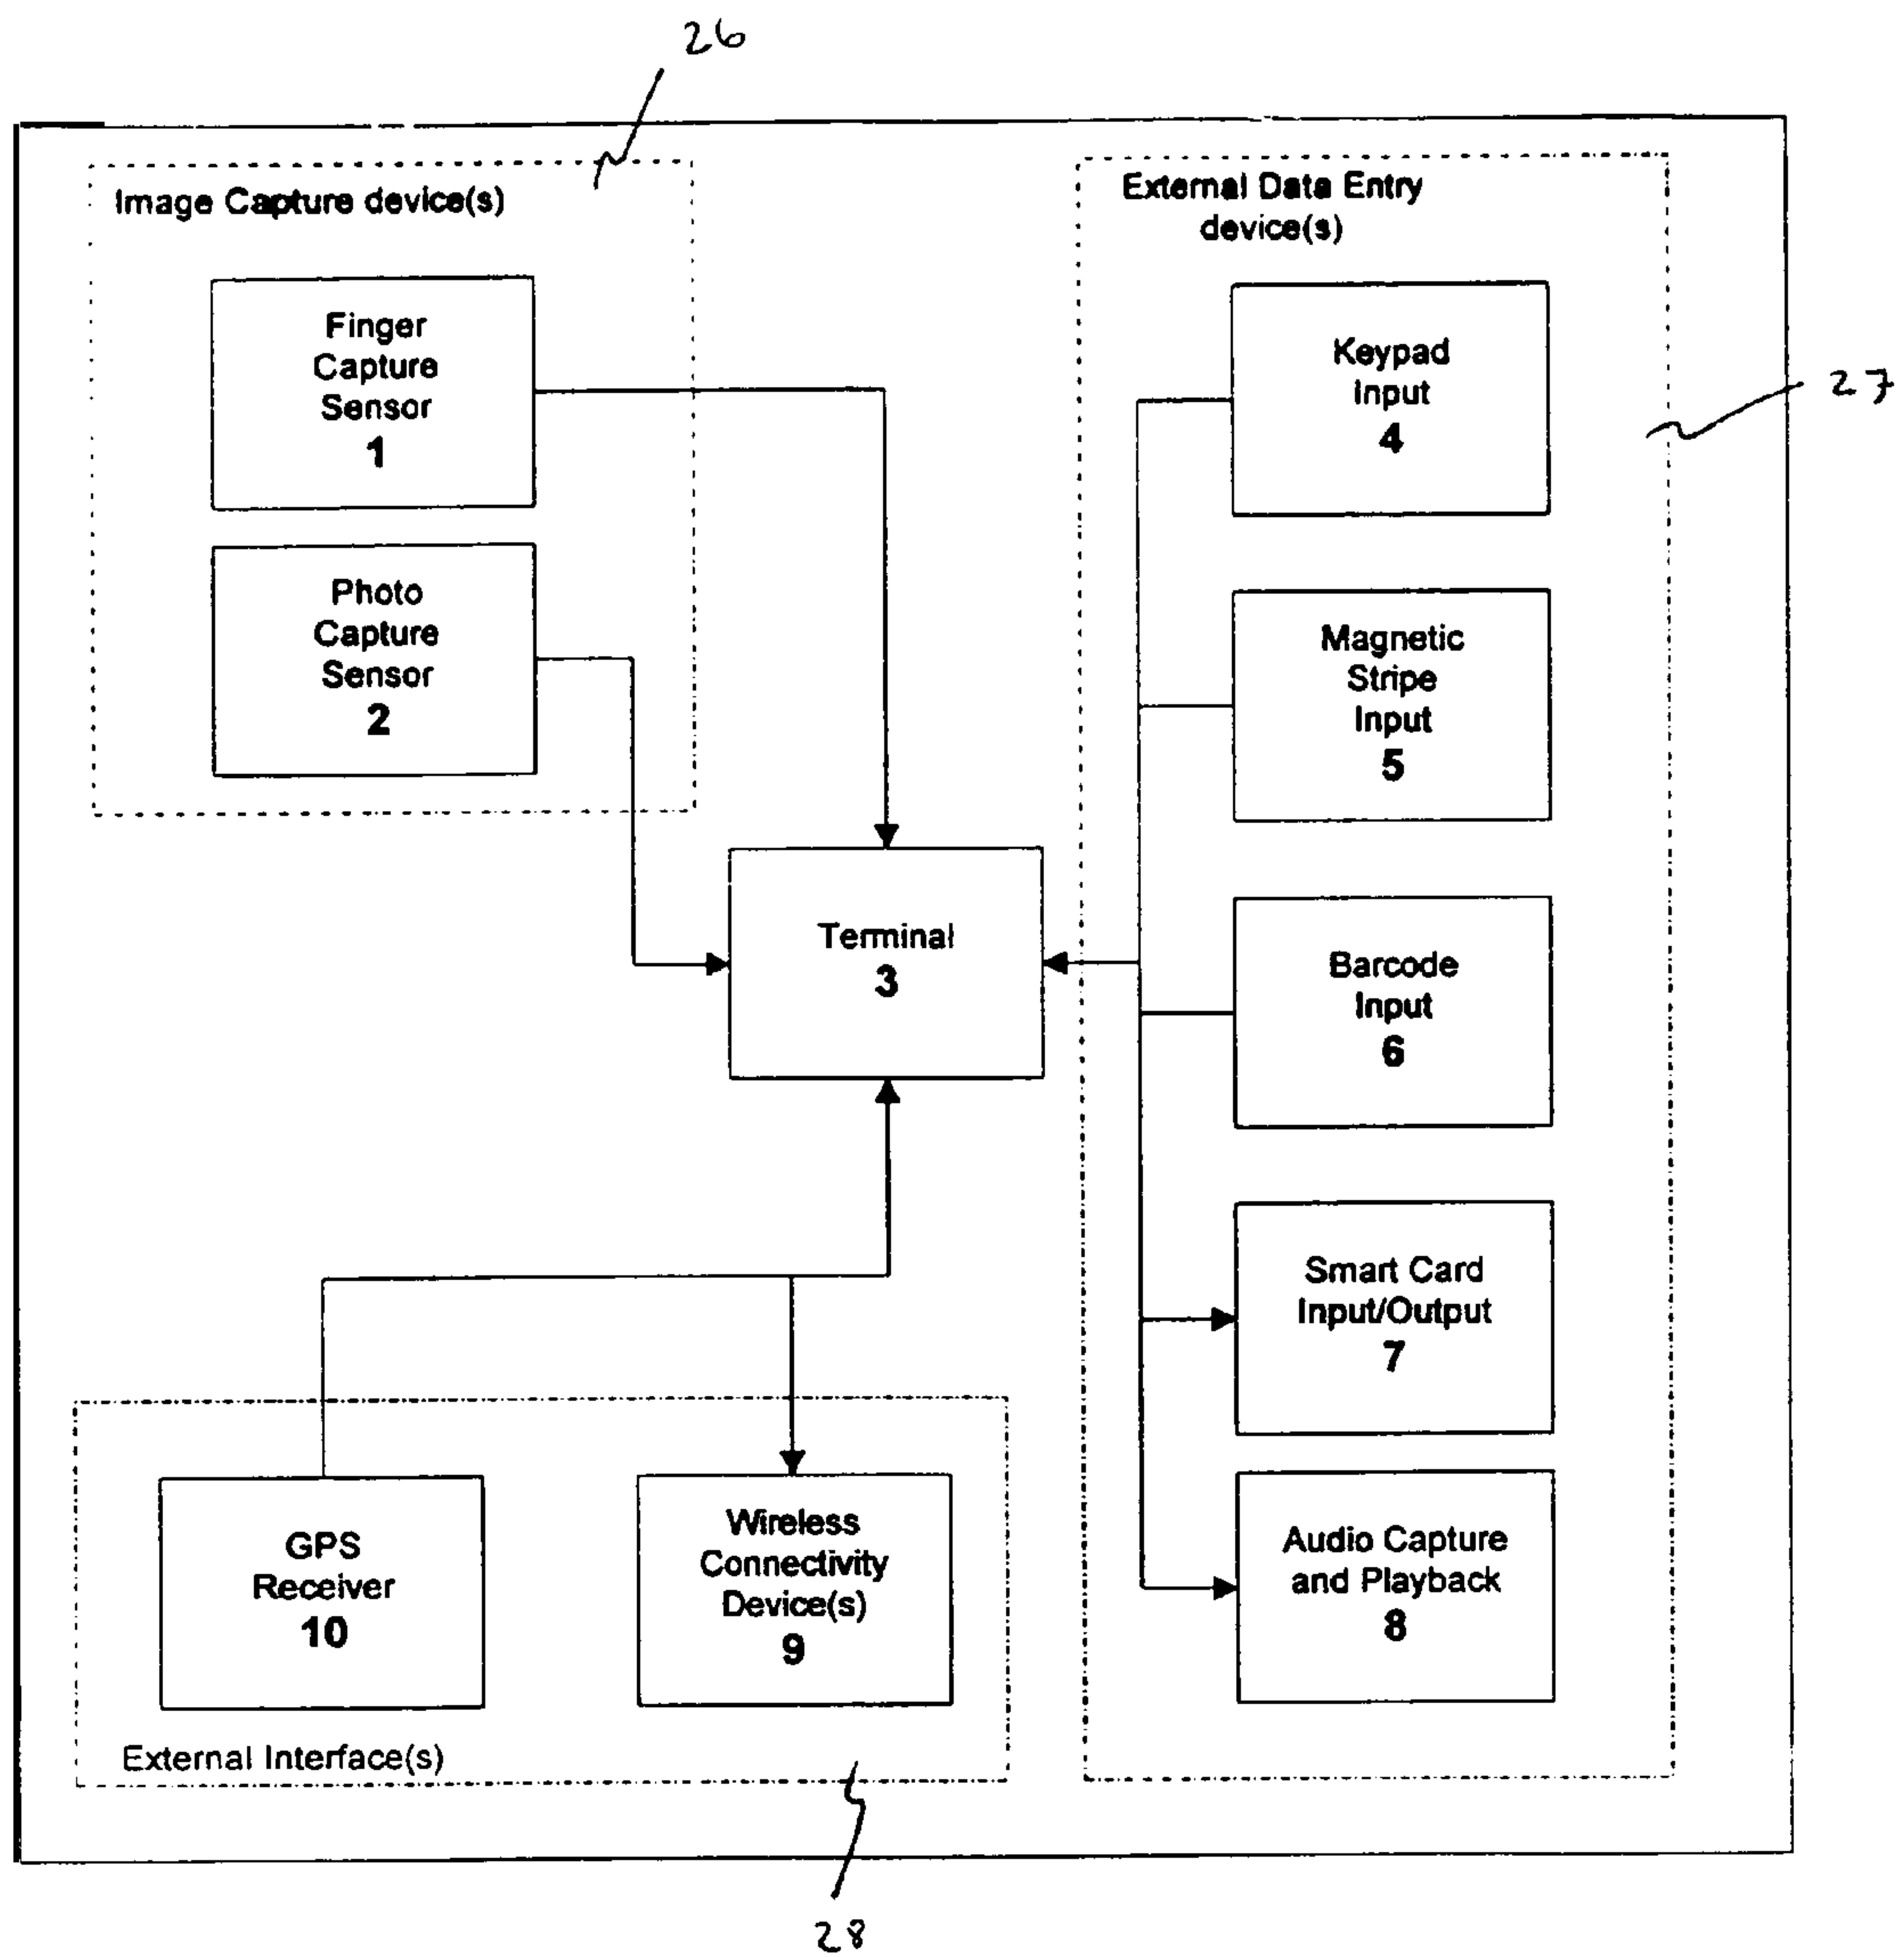 26
Image Capture device(s)
Finger
Capture
Sensor
1
Photo
Capture
Sensor
2
External Data Entry
device(s)
Keypad
Input
4
27
Magnetic
Stripe
Input
5
Terminal
3
Barcode
Input
6
Smart Card
Input/Output
7
Audio Capture
and Playback
8
GPS
Receiver
10
Wireless
Connectivity
Device(s)
9
External Interface(s)
28